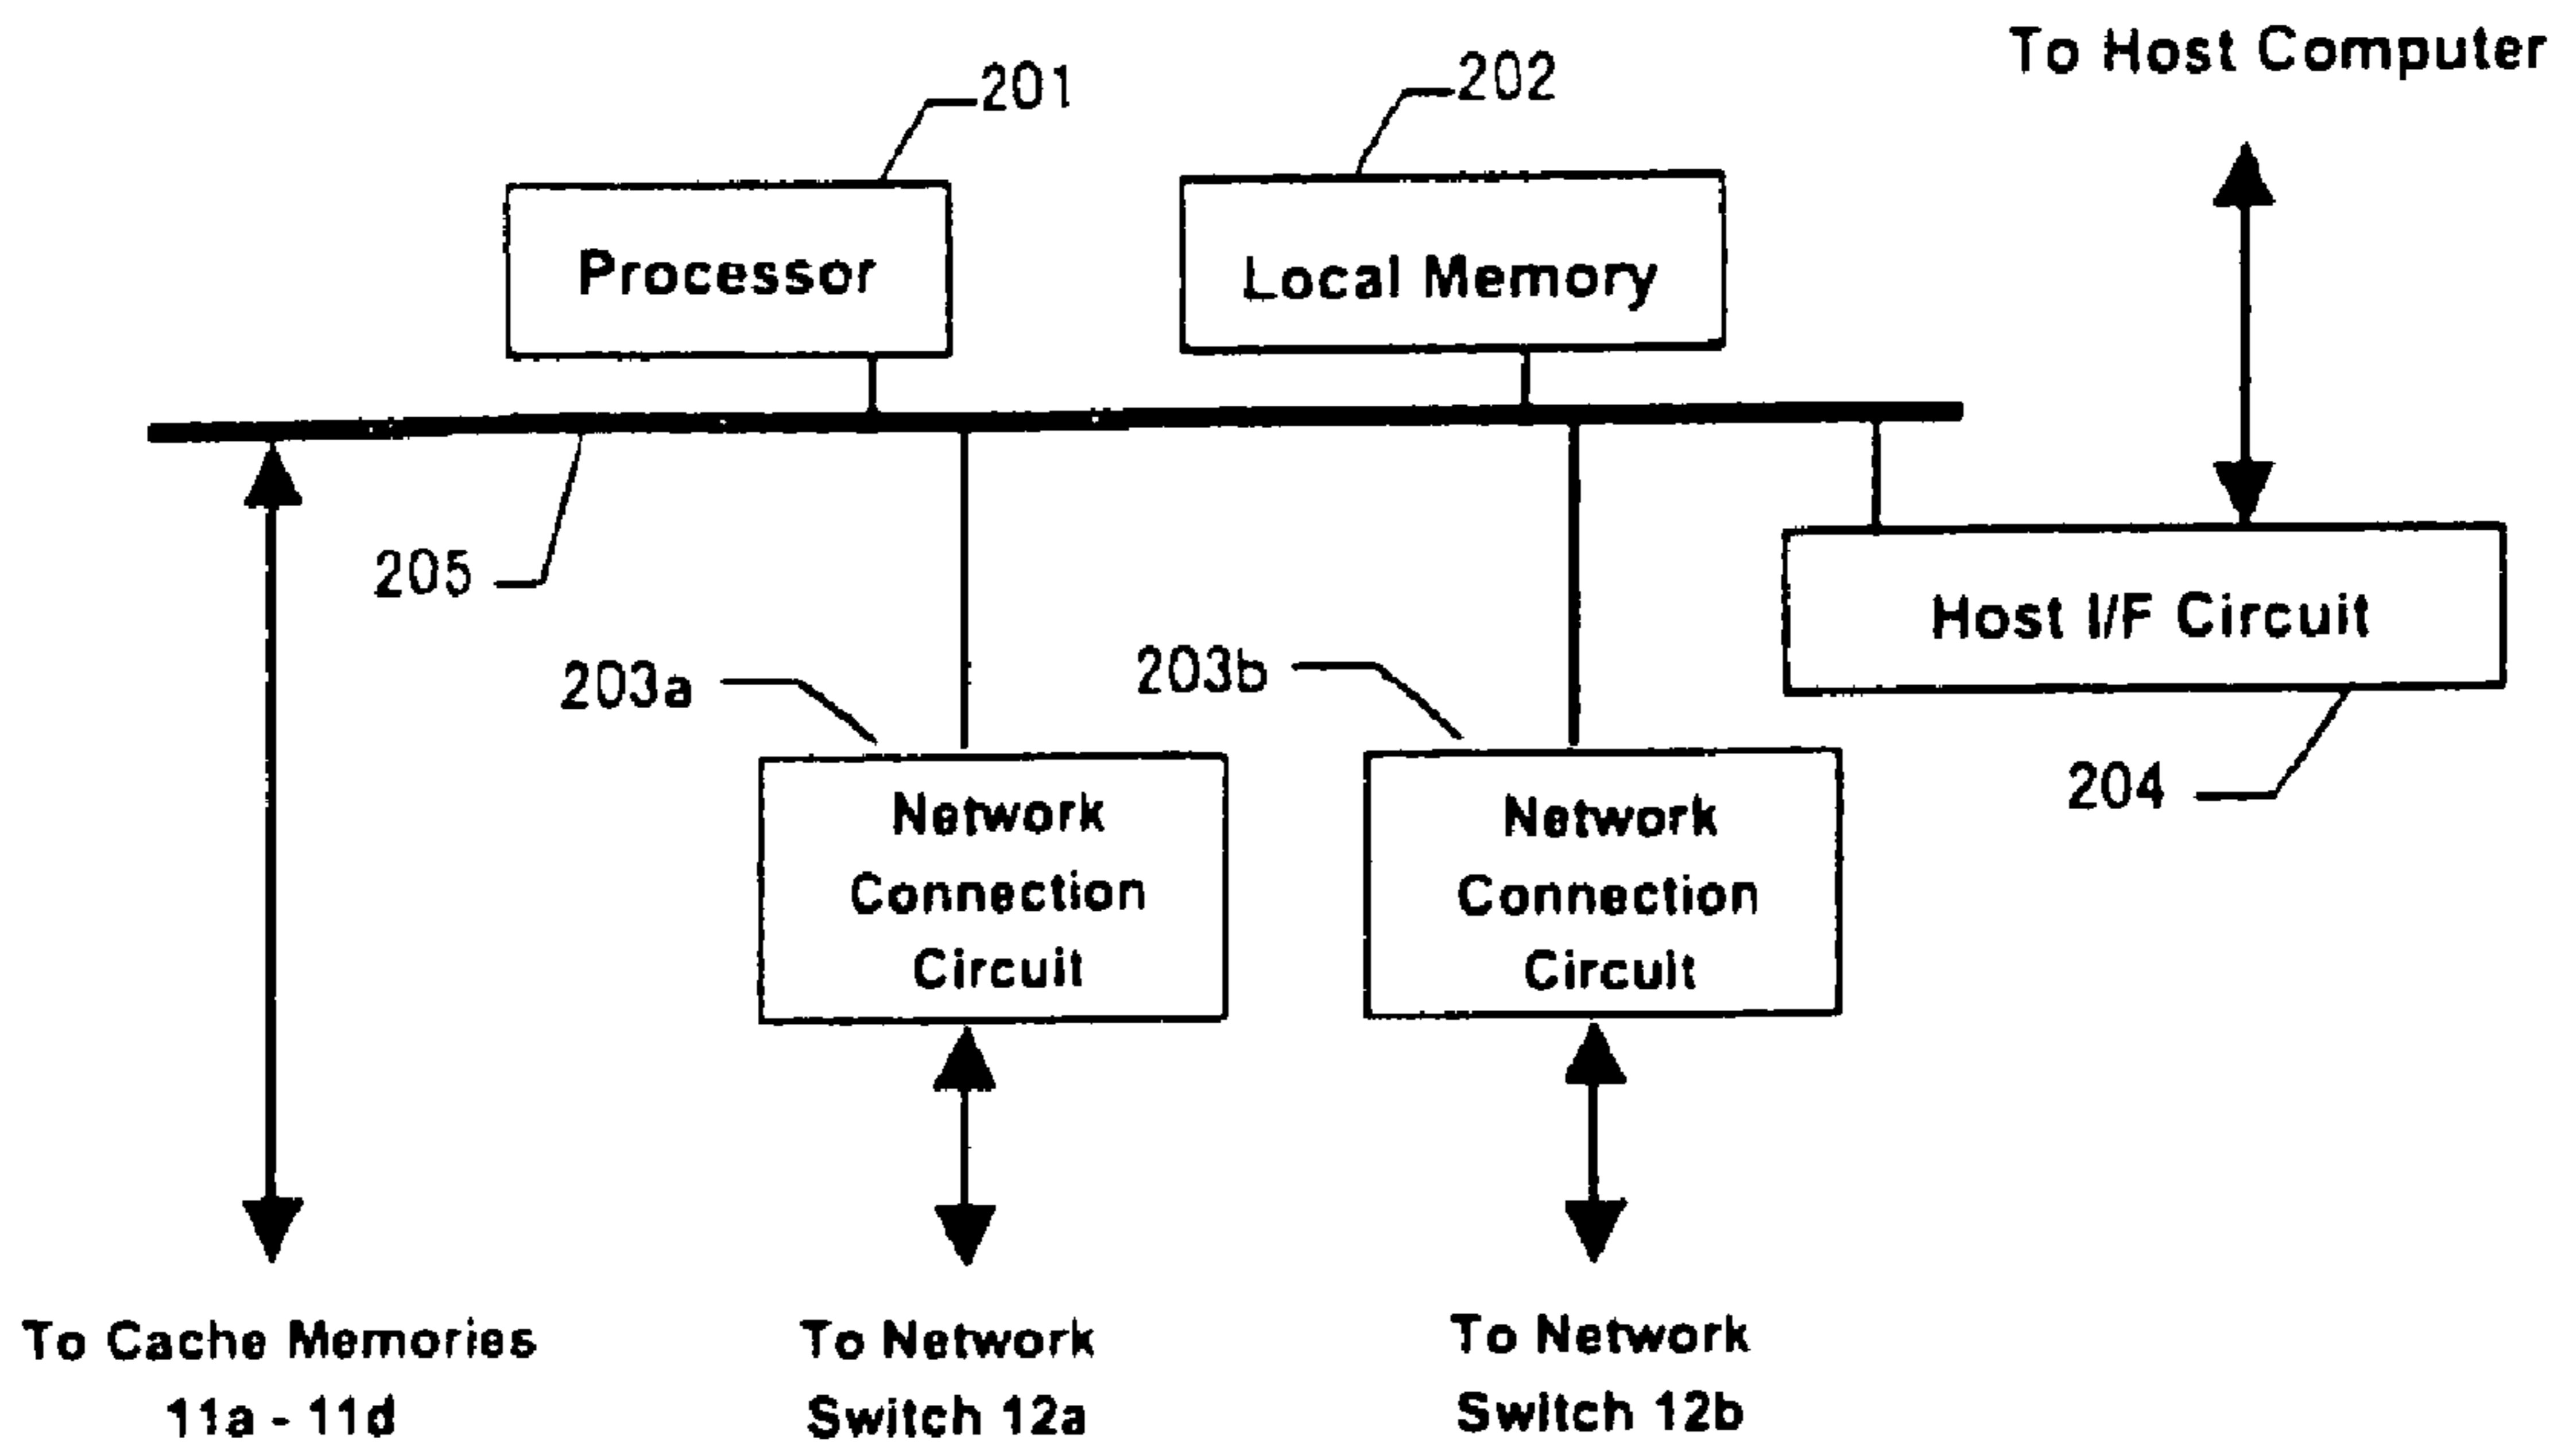 To Host Computer
201
202
Processor
Local Memory
205
Host I/F Circuit
203a
203b
204
Network
Connection
Circuit
Network
Connection
Circuit
To Cache Memories
11a - 11d
To Network
Switch 12a
To Network
Switch 12b